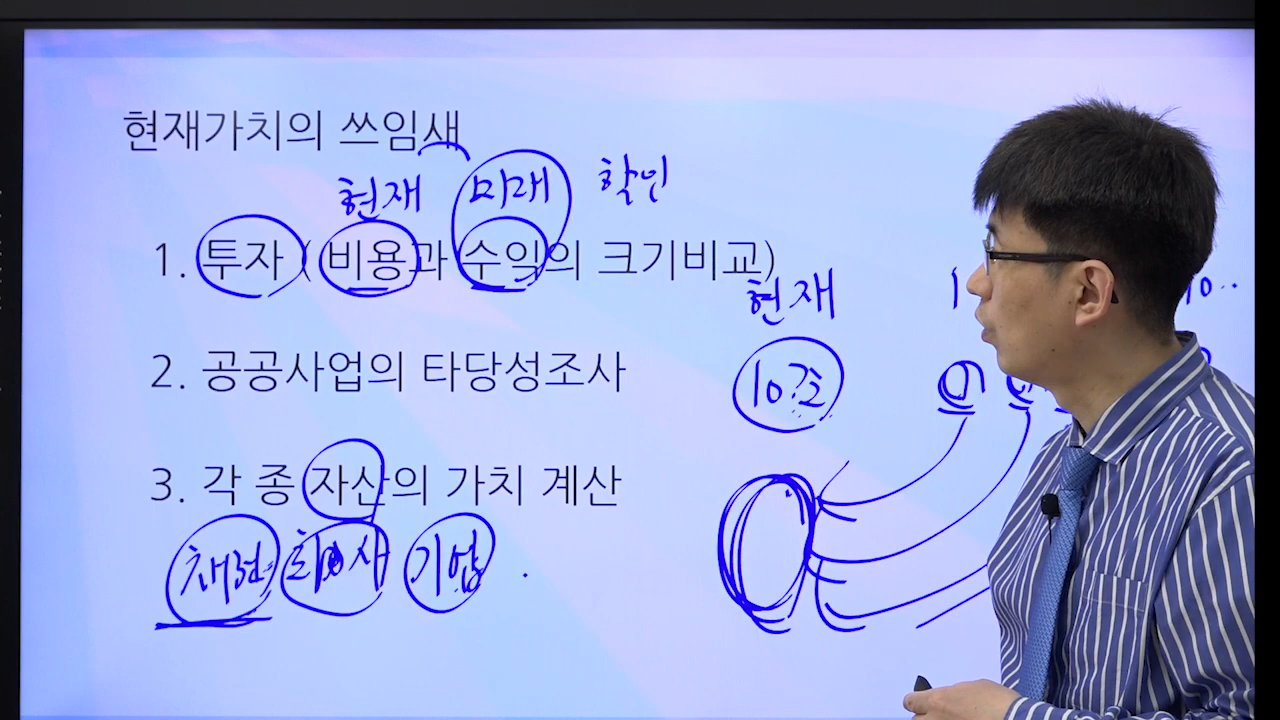 현재가치의 쓰임새
현재 미래 할인
1. 투자 (비용과 수익의 크기비교)
현재
2. 공공사업의 타당성조사
10조
3. 각 종 자산의 가치 계산
채권 회사 기업